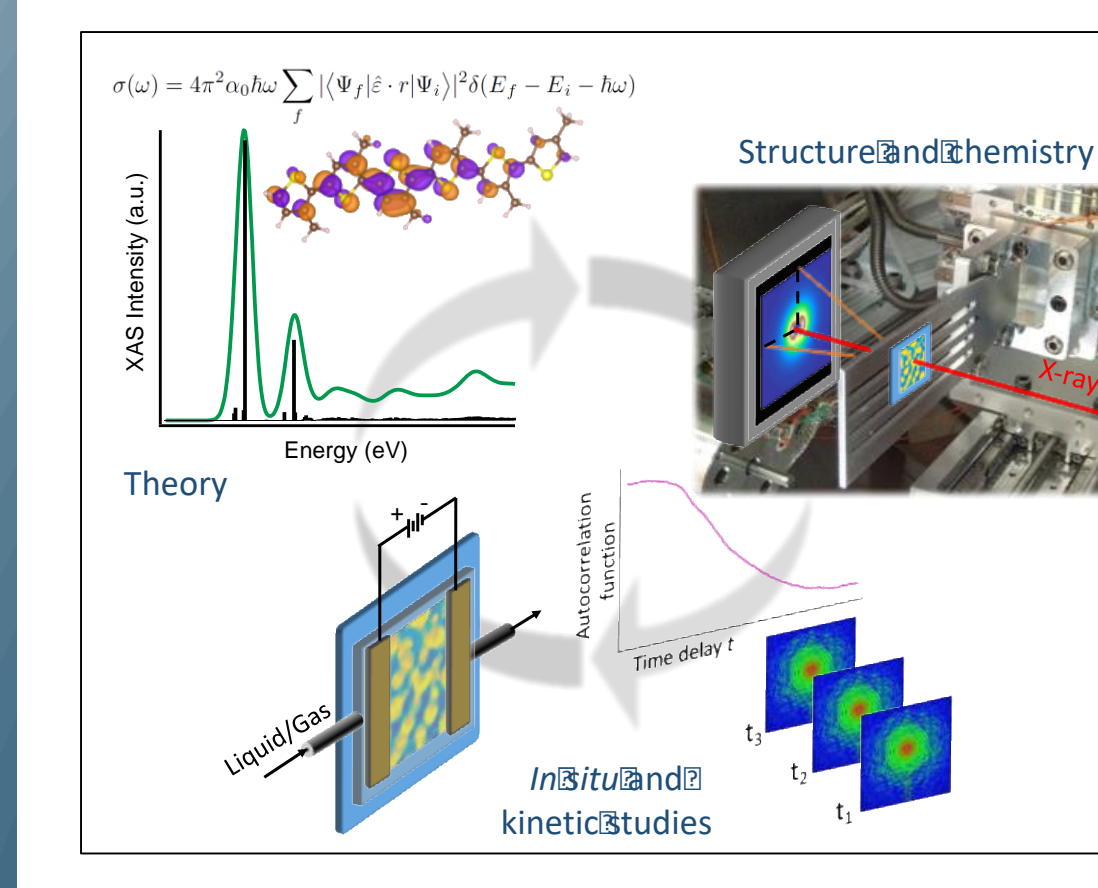 σ(ω) = 4π²α₀ħω∑_f |⟨Ψ_f|ε̂ · r|Ψ_i⟩|²δ(E_f − E_i − ħω)
Structure⍰and⍰chemistry
XAS Intensity (a.u.)
Energy (eV)
X-ray
Theory
+ -
Autocorrelation
function
Time delay t
Liquid/Gas
t₃
t₂
t₁
In⍰situ⍰and⍰
kinetic⍰studies